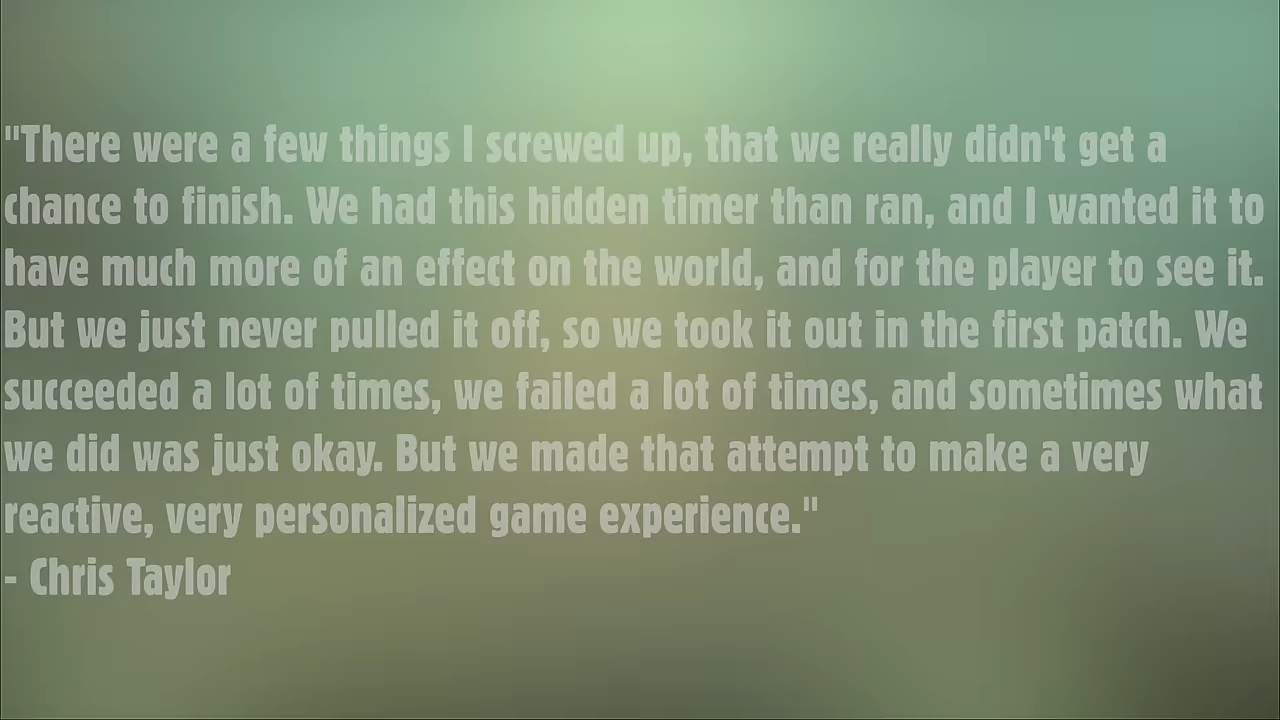 "There were a few things I screwed up, that we really didn't get a
chance to finish. We had this hidden timer than ran, and I wanted it to
have much more of an effect on the world, and for the player to see it.
But we just never pulled it off, so we took it out in the first patch. We
succeeded a lot of times, we failed a lot of times, and sometimes what
we did was just okay. But we made that attempt to make a very
reactive, very personalized game experience."
- Chris Taylor